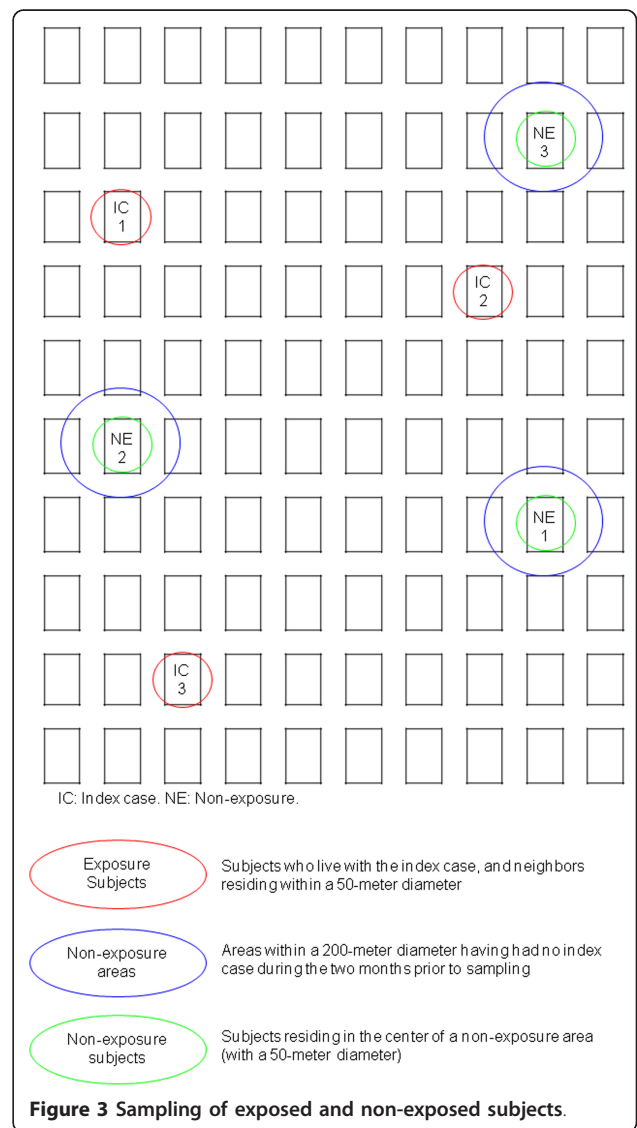 NE
3
IC
1
IC
2
NE
2
NE
1
IC
3
IC: Index case. NE: Non-exposure.
Exposure
Subjects
Subjects who live with the index case, and neighbors
residing within a 50-meter diameter
Non-exposure
areas
Areas within a 200-meter diameter having had no index
case during the two months prior to sampling
Non-exposure
subjects
Subjects residing in the center of a non-exposure area
(with a 50-meter diameter)
Figure 3 Sampling of exposed and non-exposed subjects.